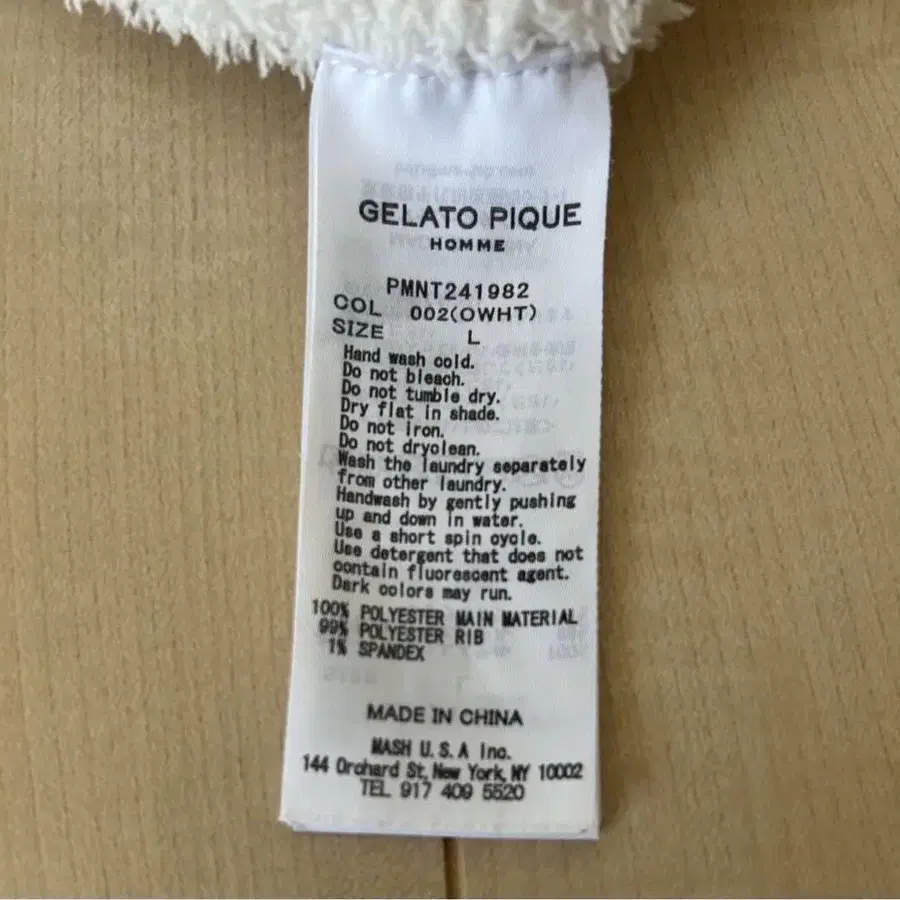 GELATO PIQUE
HOMME
PMNT241982
COL 002(OWHT)
SIZE L
Hand wash cold.
Do not bleach.
Do not tumble dry.
Dry flat in shade.
Do not iron.
Do not dryclean.
Wash the laundry separately
from other laundry.
Handwash by gently pushing
up and down in water.
Use a short spin cycle.
Use detergent that does not
contain fluorescent agent.
Dark colors may run.
100% POLYESTER MAIN MATERIAL
99% POLYESTER RIB
1% SPANDEX
MADE IN CHINA
MASH U.S.A Inc.
144 Orchard St, New York, NY 10002
TEL 917 409 5520